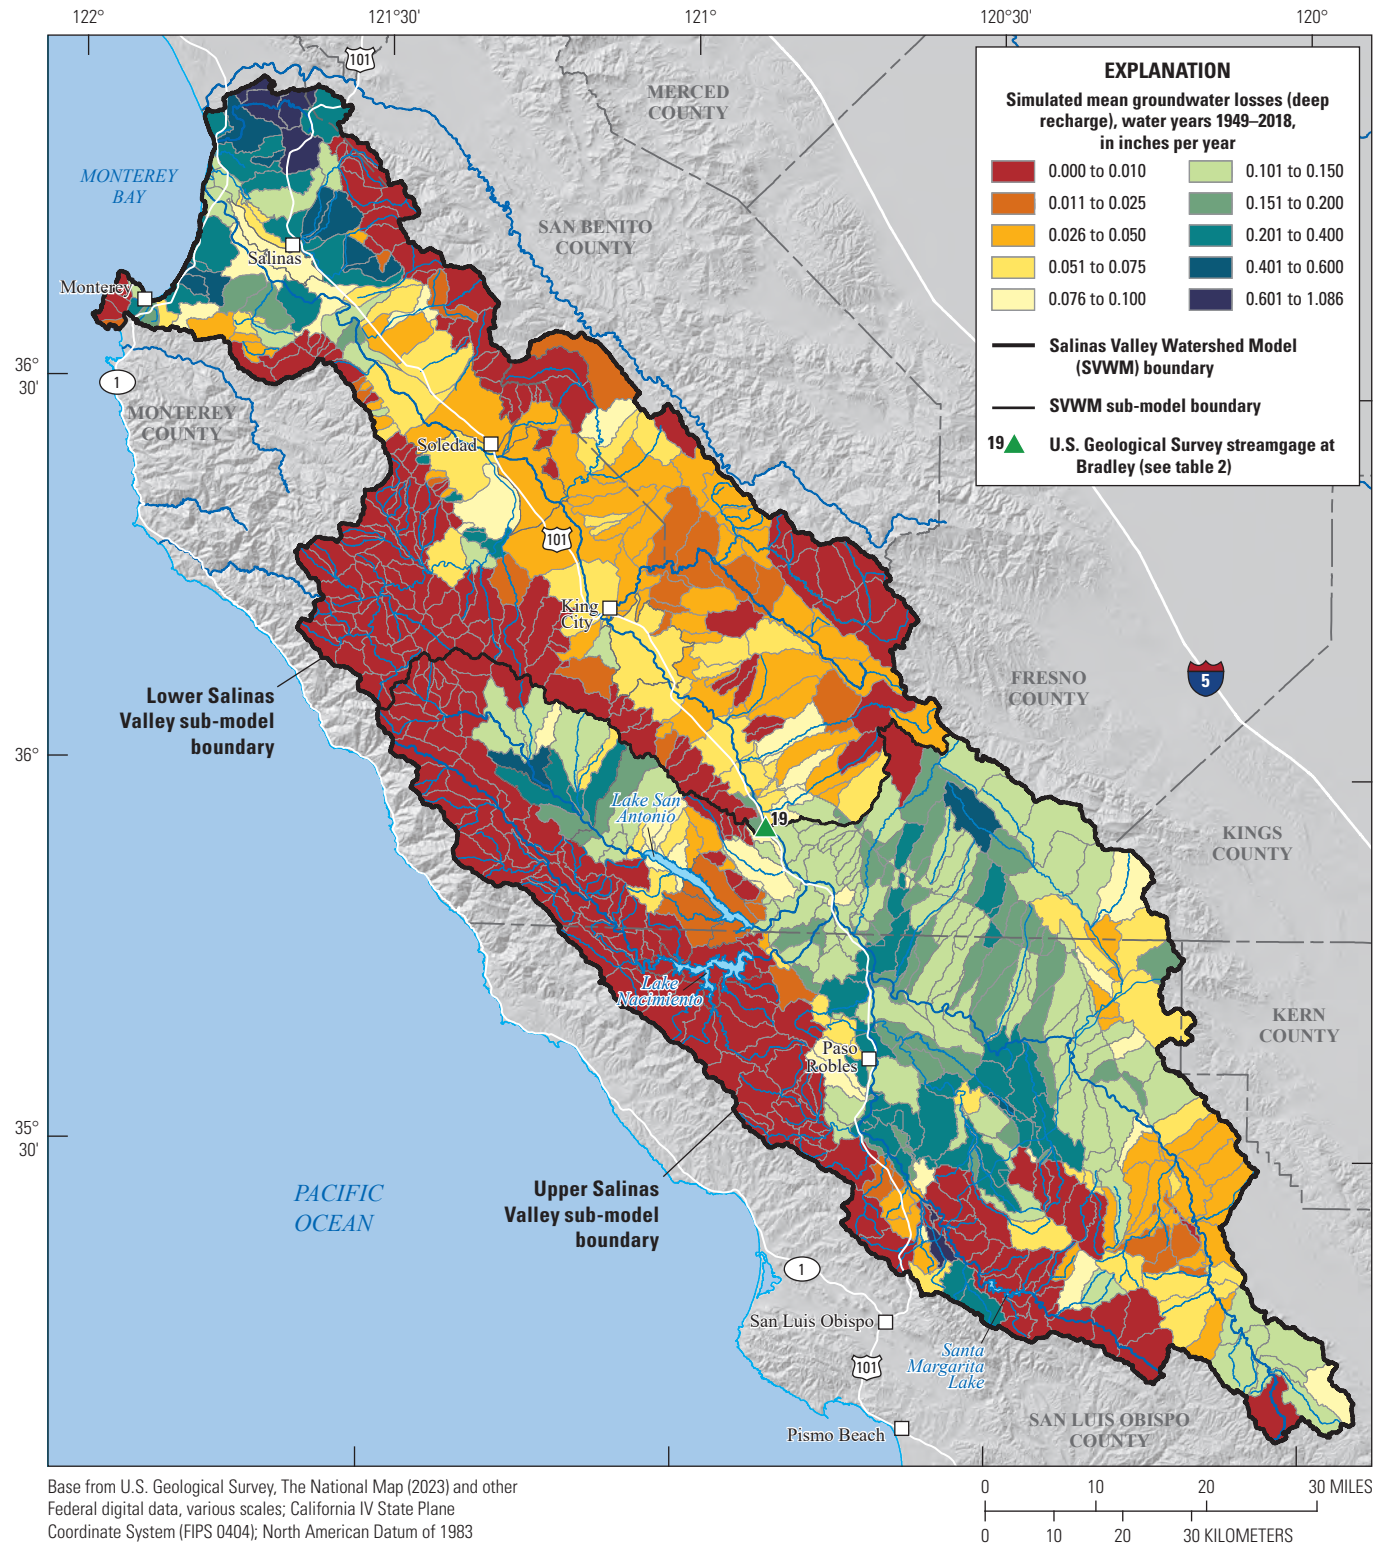 122°
121°30'
121°
120°30'
120°
101
MERCED
COUNTY
EXPLANATION
Simulated mean groundwater losses (deep
recharge), water years 1949–2018,
in inches per year
0.000 to 0.010
0.011 to 0.025
0.026 to 0.050
0.051 to 0.075
0.076 to 0.100
0.101 to 0.150
0.151 to 0.200
0.201 to 0.400
0.401 to 0.600
0.601 to 1.086
Salinas Valley Watershed Model
(SVWM) boundary
SVWM sub-model boundary
19
U.S. Geological Survey streamgage at
Bradley (see table 2)
MONTEREY
BAY
SAN BENITO
COUNTY
Salinas
Monterey
36°
30'
1
MONTEREY
COUNTY
Soledad
101
King
City
FRESNO
COUNTY
5
Lower Salinas
Valley sub-model
boundary
36°
Lake San
Antonio
19
KINGS
COUNTY
Lake
Nacimiento
KERN
COUNTY
Paso
Robles
35°
30'
PACIFIC
OCEAN
Upper Salinas
Valley sub-model
boundary
1
San Luis Obispo
101
Santa
Margarita
Lake
Pismo Beach
SAN LUIS OBISPO
COUNTY
Base from U.S. Geological Survey, The National Map (2023) and other
Federal digital data, various scales; California IV State Plane
Coordinate System (FIPS 0404); North American Datum of 1983
0 10 20 30 MILES
0 10 20 30 KILOMETERS